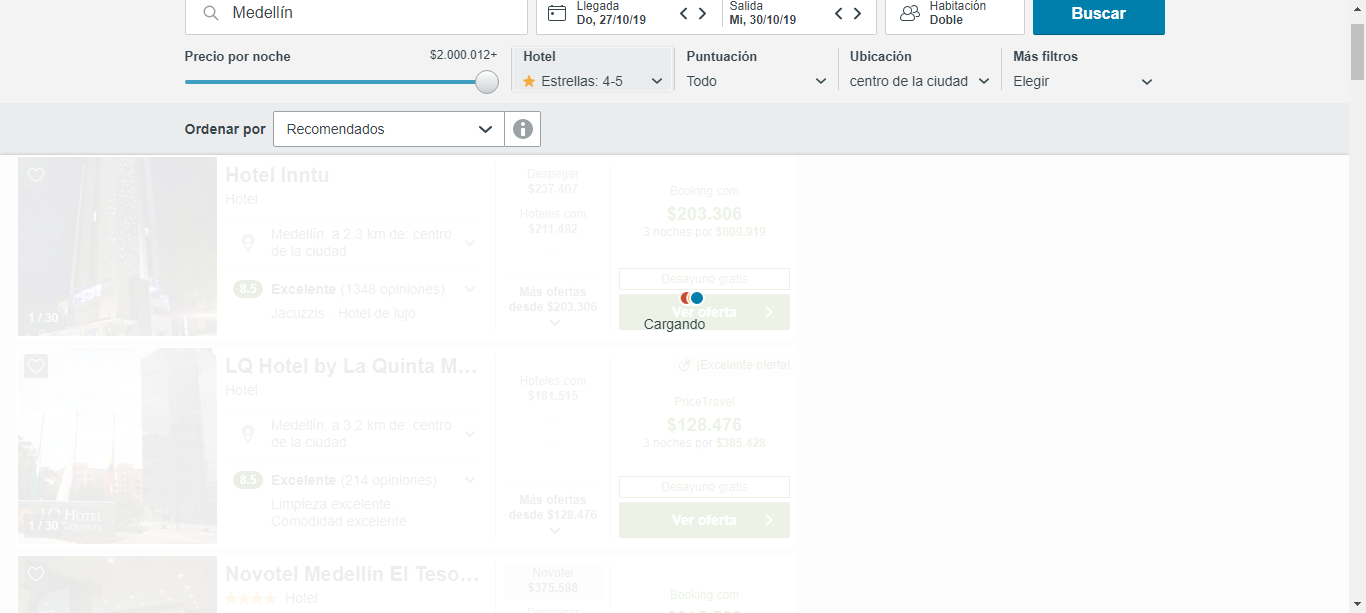 Medellín
Llegada
Do, 27/10/19
Salida
Mi, 30/10/19
Habitación
Doble
Buscar
Precio por noche
$2.000.012+
Hotel
Estrellas: 4-5
Puntuación
Todo
Ubicación
centro de la ciudad
Más filtros
Elegir
Ordenar por
Recomendados
Hotel Inntu
Hotel
Medellín, a 2.3 km de: centro
de la ciudad
8.5 Excelente (1348 opiniones)
Jacuzzis · Hotel de lujo
1 / 30
Despegar
$237.407
Hoteles.com
$211.492
Más ofertas
desde $203.306
Booking.com
$203.306
3 noches por $609.919
Desayuno gratis
Ver oferta
Cargando
LQ Hotel by La Quinta M...
Hotel
Medellín, a 3.2 km de: centro
de la ciudad
8.5 Excelente (214 opiniones)
Limpieza excelente
Comodidad excelente
LQ HOTEL
1 / 30
Hoteles.com
$181.515
Más ofertas
desde $128.476
¡Excelente oferta!
PriceTravel
$128.476
3 noches por $385.428
Desayuno gratis
Ver oferta
Novotel Medellín El Teso...
Hotel
Novotel
$375.598
Despegar
Booking.com